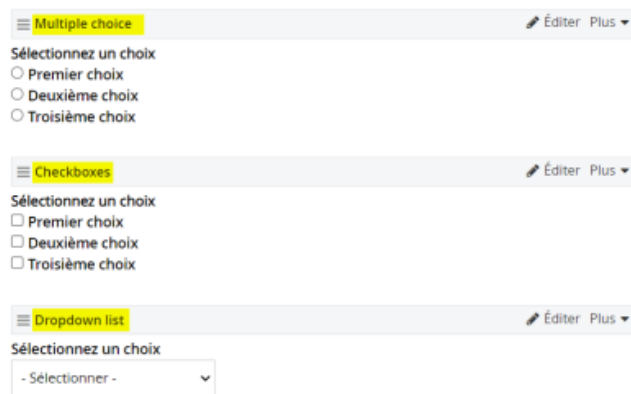 Multiple choice Éditer Plus
Sélectionnez un choix
Premier choix
Deuxième choix
Troisième choix
Checkboxes Éditer Plus
Sélectionnez un choix
Premier choix
Deuxième choix
Troisième choix
Dropdown list Éditer Plus
Sélectionnez un choix
- Sélectionner -